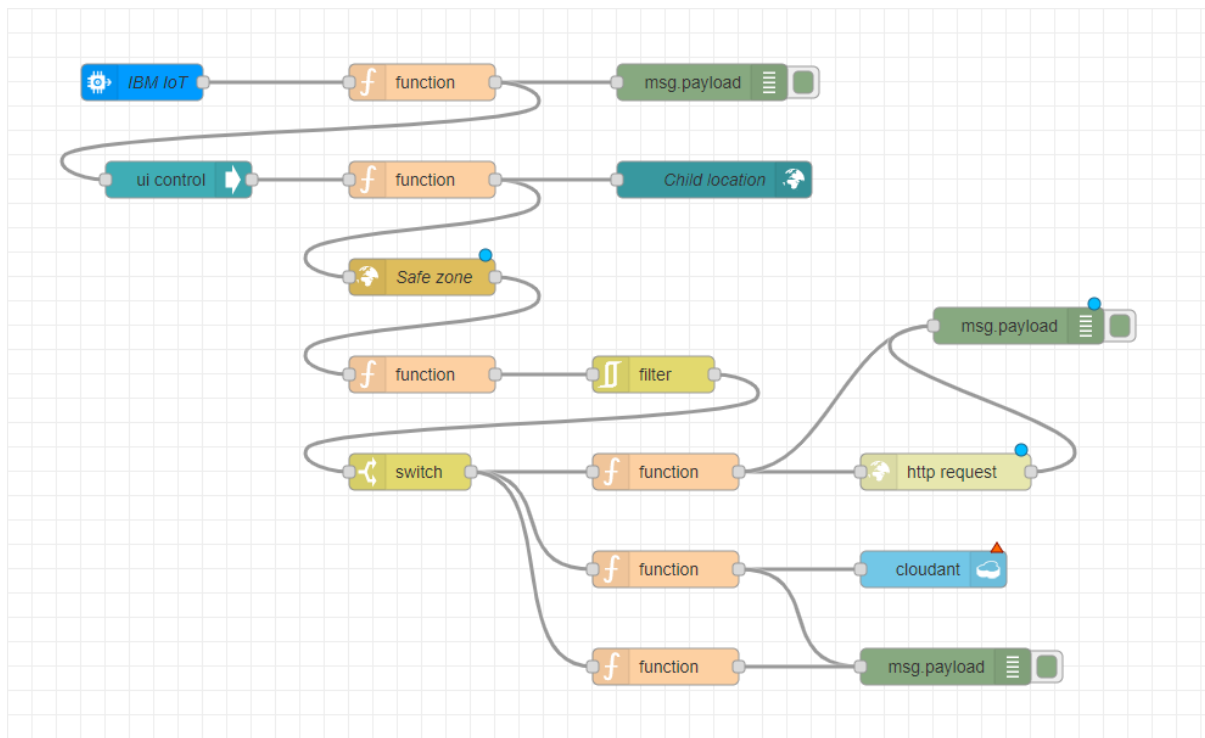 IBM IoT
function
msg.payload
ui control
function
Child location
Safe zone
msg.payload
function
filter
switch
function
http request
function
cloudant
function
msg.payload